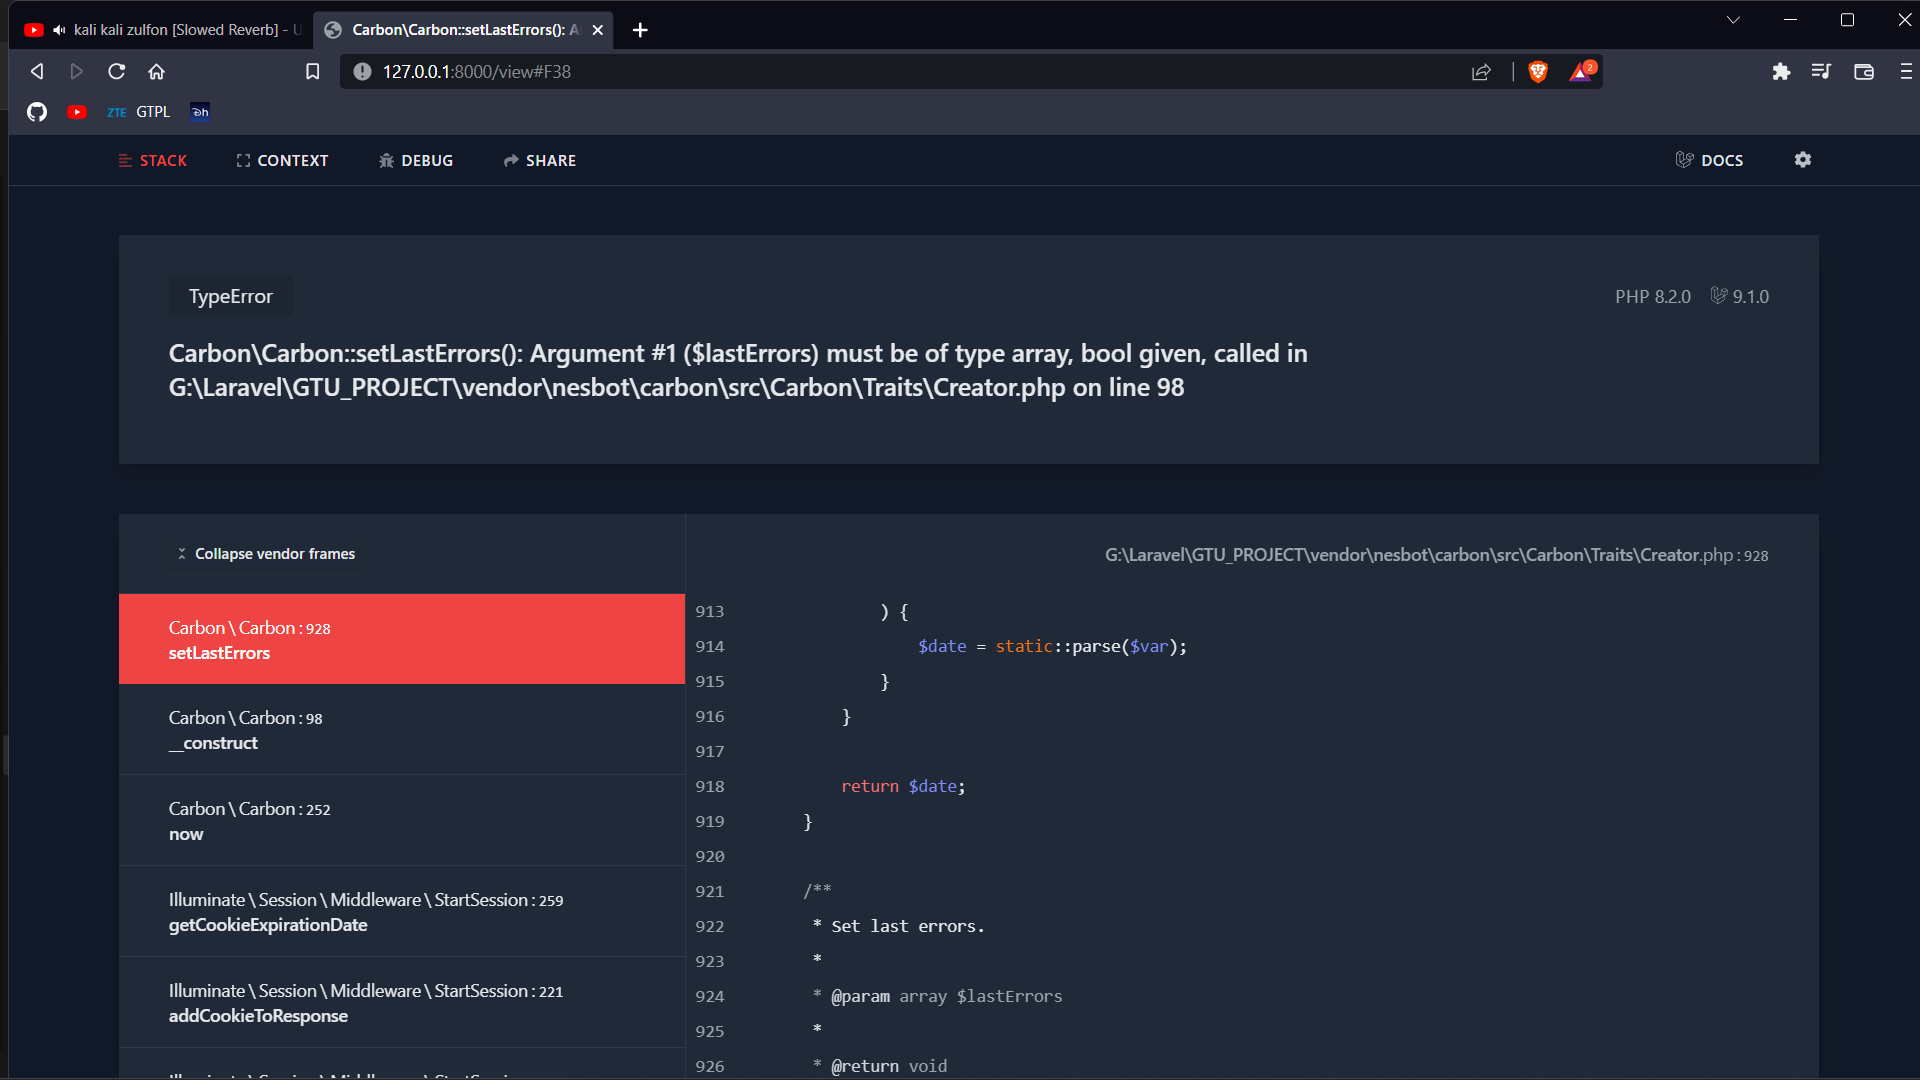 kali kali zulfon [Slowed Reverb] - U
Carbon\Carbon::setLastErrors(): A
127.0.0.1:8000/view#F38
2
ZTE GTPL
Dh
STACK CONTEXT DEBUG SHARE DOCS
TypeError
PHP 8.2.0 9.1.0
Carbon\Carbon::setLastErrors(): Argument #1 ($lastErrors) must be of type array, bool given, called in
G:\Laravel\GTU_PROJECT\vendor\nesbot\carbon\src\Carbon\Traits\Creator.php on line 98
Collapse vendor frames
G:\Laravel\GTU_PROJECT\vendor\nesbot\carbon\src\Carbon\Traits\Creator.php : 928
Carbon \ Carbon : 928
setLastErrors
Carbon \ Carbon : 98
__construct
Carbon \ Carbon : 252
now
Illuminate \ Session \ Middleware \ StartSession : 259
getCookieExpirationDate
Illuminate \ Session \ Middleware \ StartSession : 221
addCookieToResponse
913 ) {
914 $date = static::parse($var);
915 }
916 }
917
918 return $date;
919 }
920
921 /**
922 * Set last errors.
923 *
924 * @param array $lastErrors
925 *
926 * @return void